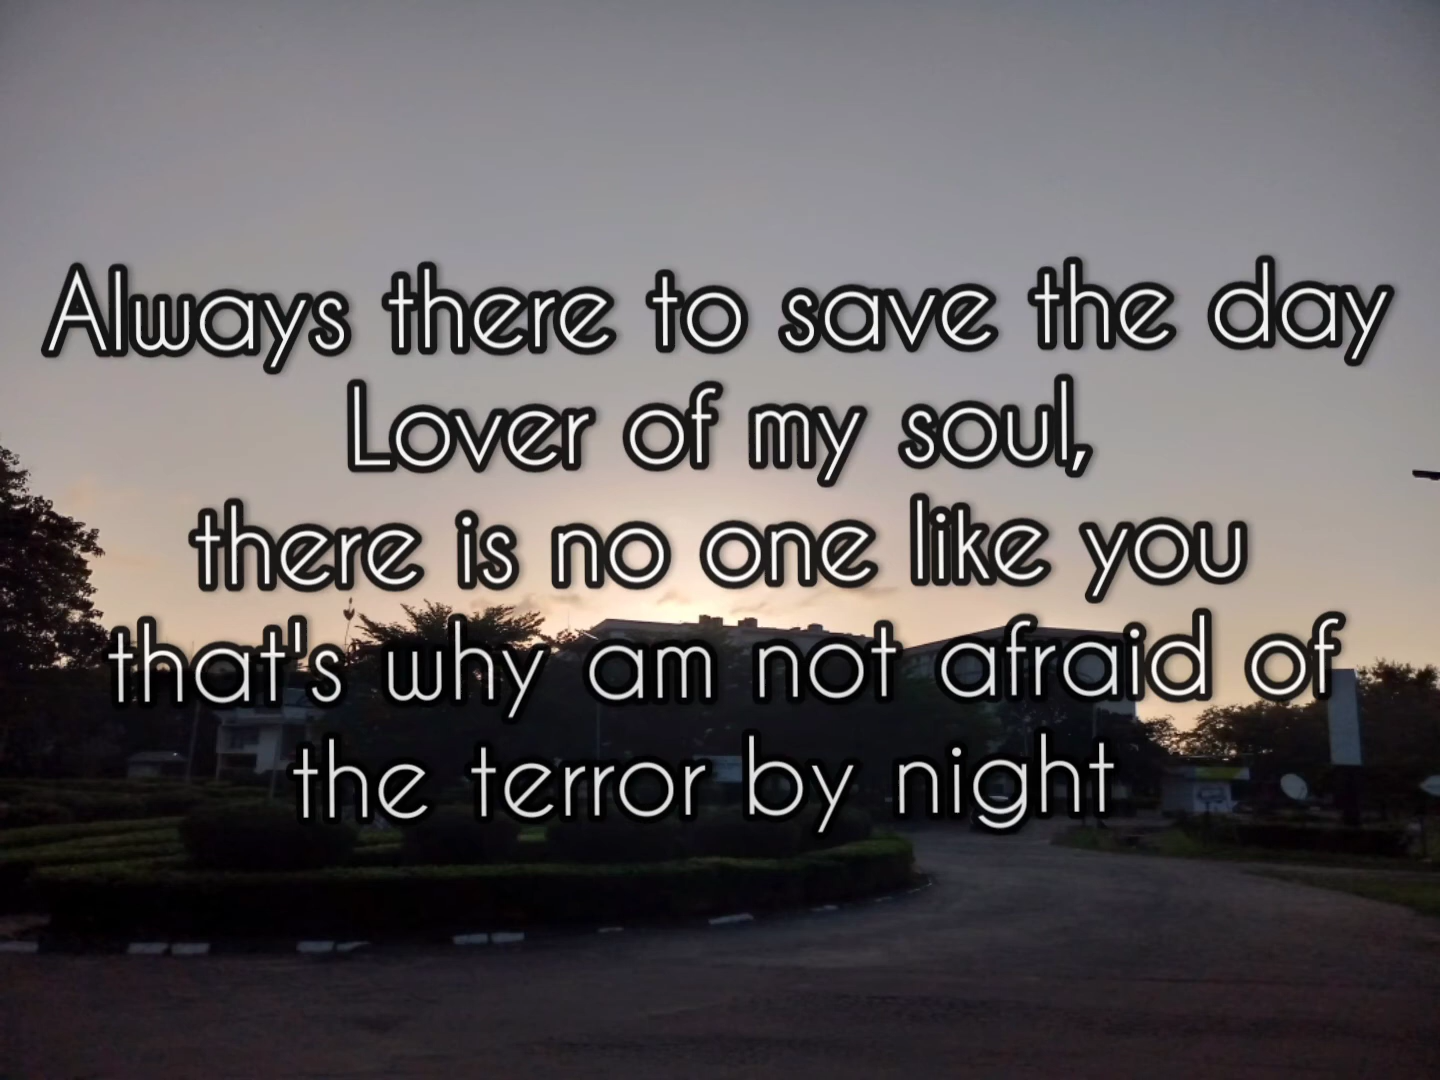 Always there to save the day
Lover of my soul,
there is no one like you
that's why am not afraid of
the terror by night